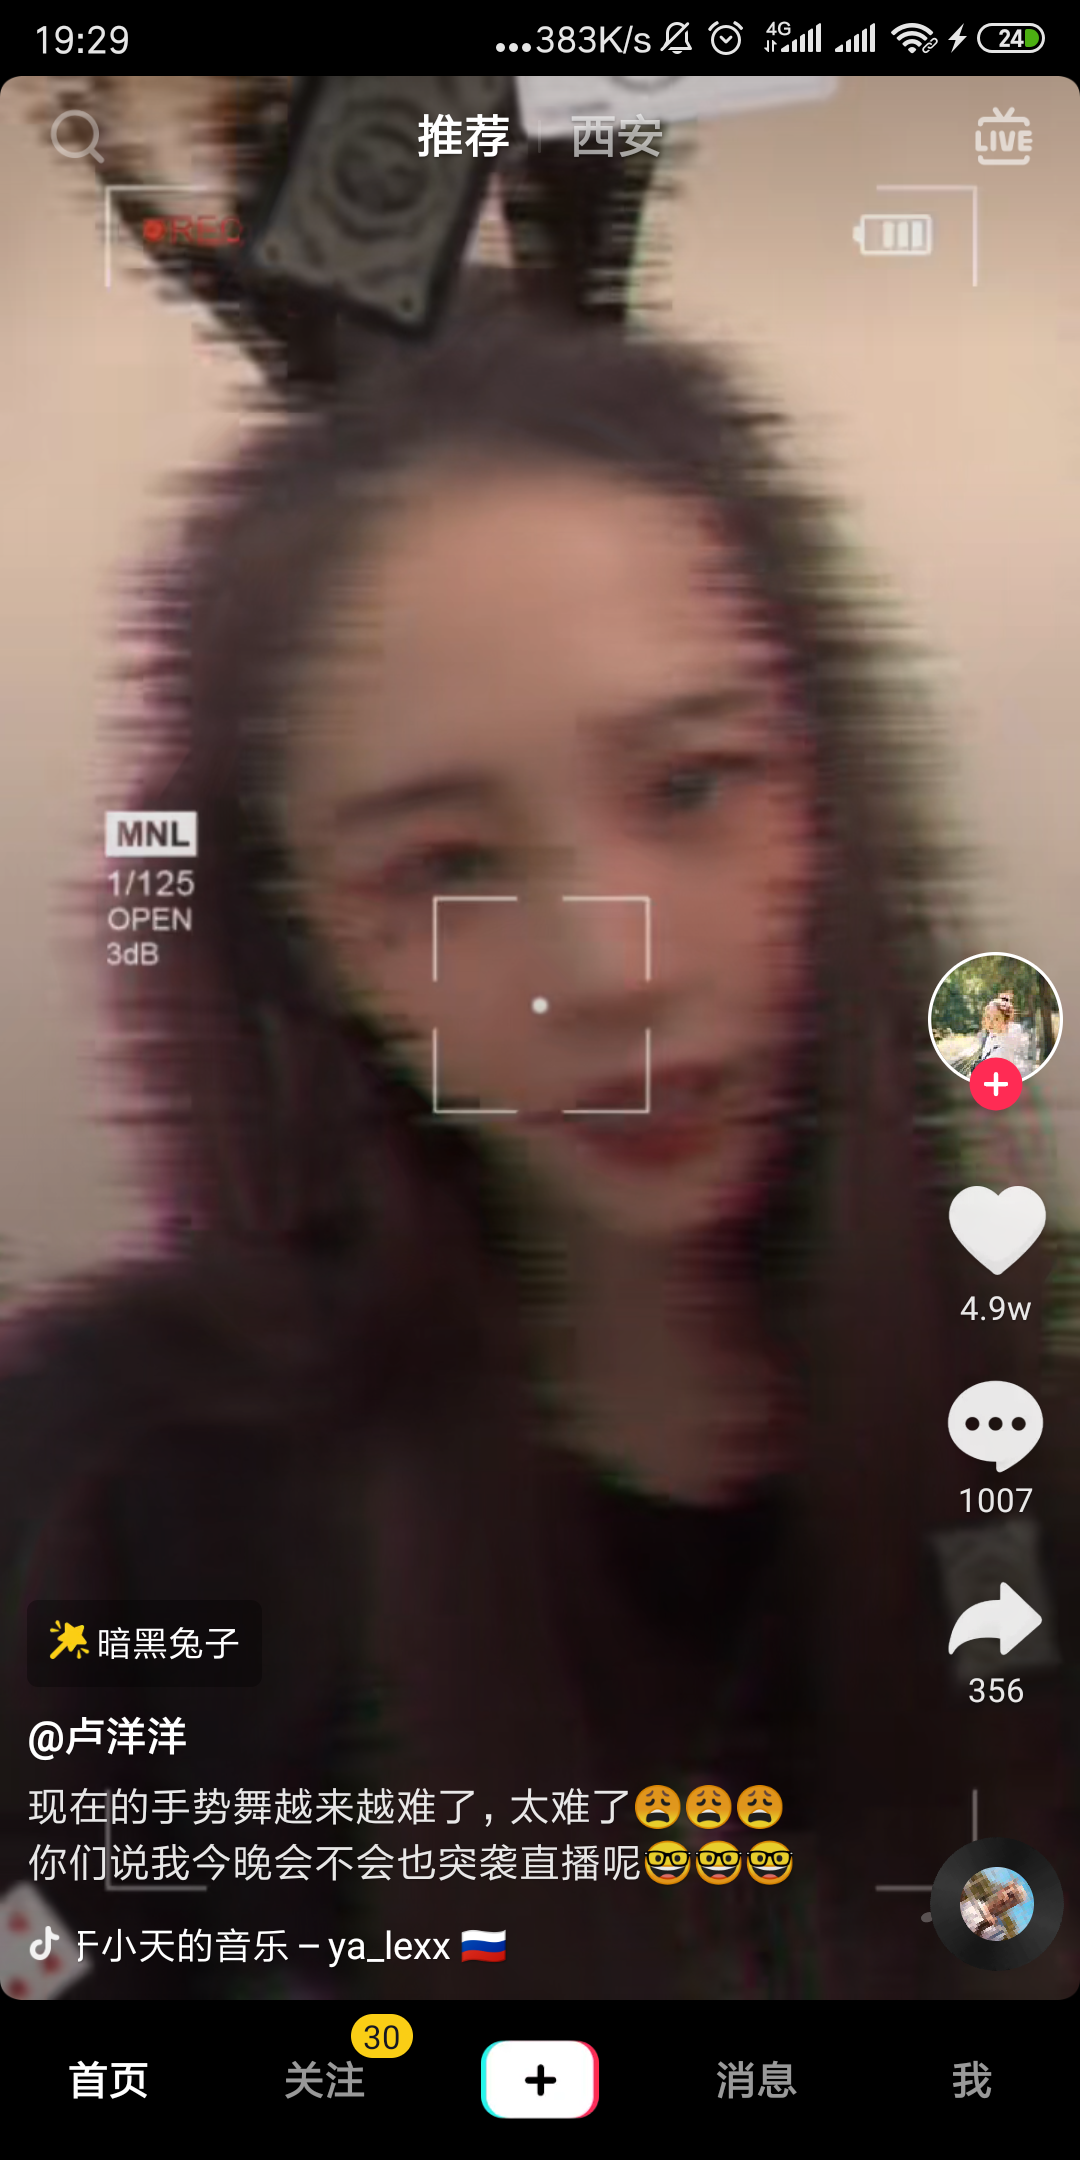 19:29
...383K/s
4G
24
推荐
西安
LIVE
REC
MNL
1/125
OPEN
3dB
4.9w
1007
356
暗黑兔子
@卢洋洋
现在的手势舞越来越难了，太难了😩😩😩
你们说我今晚会不会也突袭直播呢🤓🤓🤓
小天的音乐 – ya_lexx 🇷🇺
首页
关注
30
消息
我